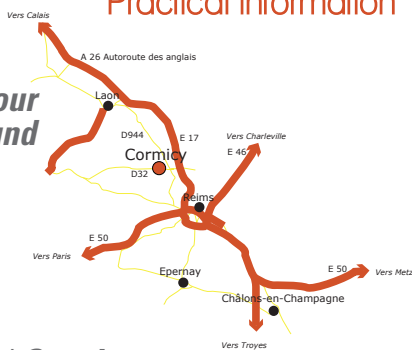 Practical Information
Vers Calais
A 26 Autoroute des anglais
our
und
Laon
D944
E 17
Vers Charleville
E 46
Cormicy
D32
Reims
E 50
Vers Paris
Epernay
E 50
Vers Metz
Châlons-en-Champagne
Vers Troyes